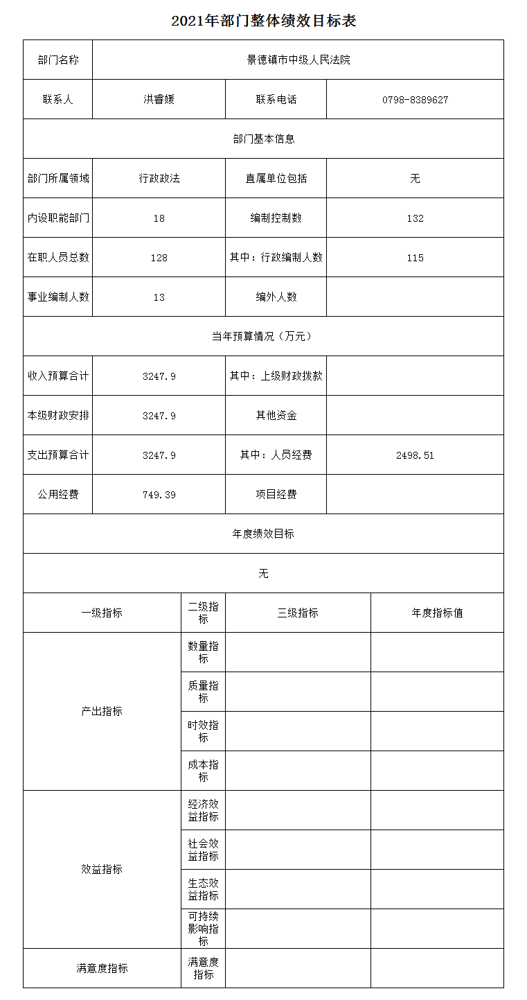 2021年部门整体绩效目标表
部门名称 景德镇市中级人民法院
联系人 洪睿媛 联系电话 0798-8389627
部门基本信息
部门所属领域 行政政法 直属单位包括 无
内设职能部门 18 编制控制数 132
在职人员总数 128 其中：行政编制人数 115
事业编制人数 13 编外人数
当年预算情况（万元）
收入预算合计 3247.9 其中：上级财政拨款
本级财政安排 3247.9 其他资金
支出预算合计 3247.9 其中：人员经费 2498.51
公用经费 749.39 项目经费
年度绩效目标
无
一级指标 二级指标 三级指标 年度指标值
产出指标
数量指标
质量指标
时效指标
成本指标
效益指标
经济效益指标
社会效益指标
生态效益指标
可持续影响指标
满意度指标 满意度指标